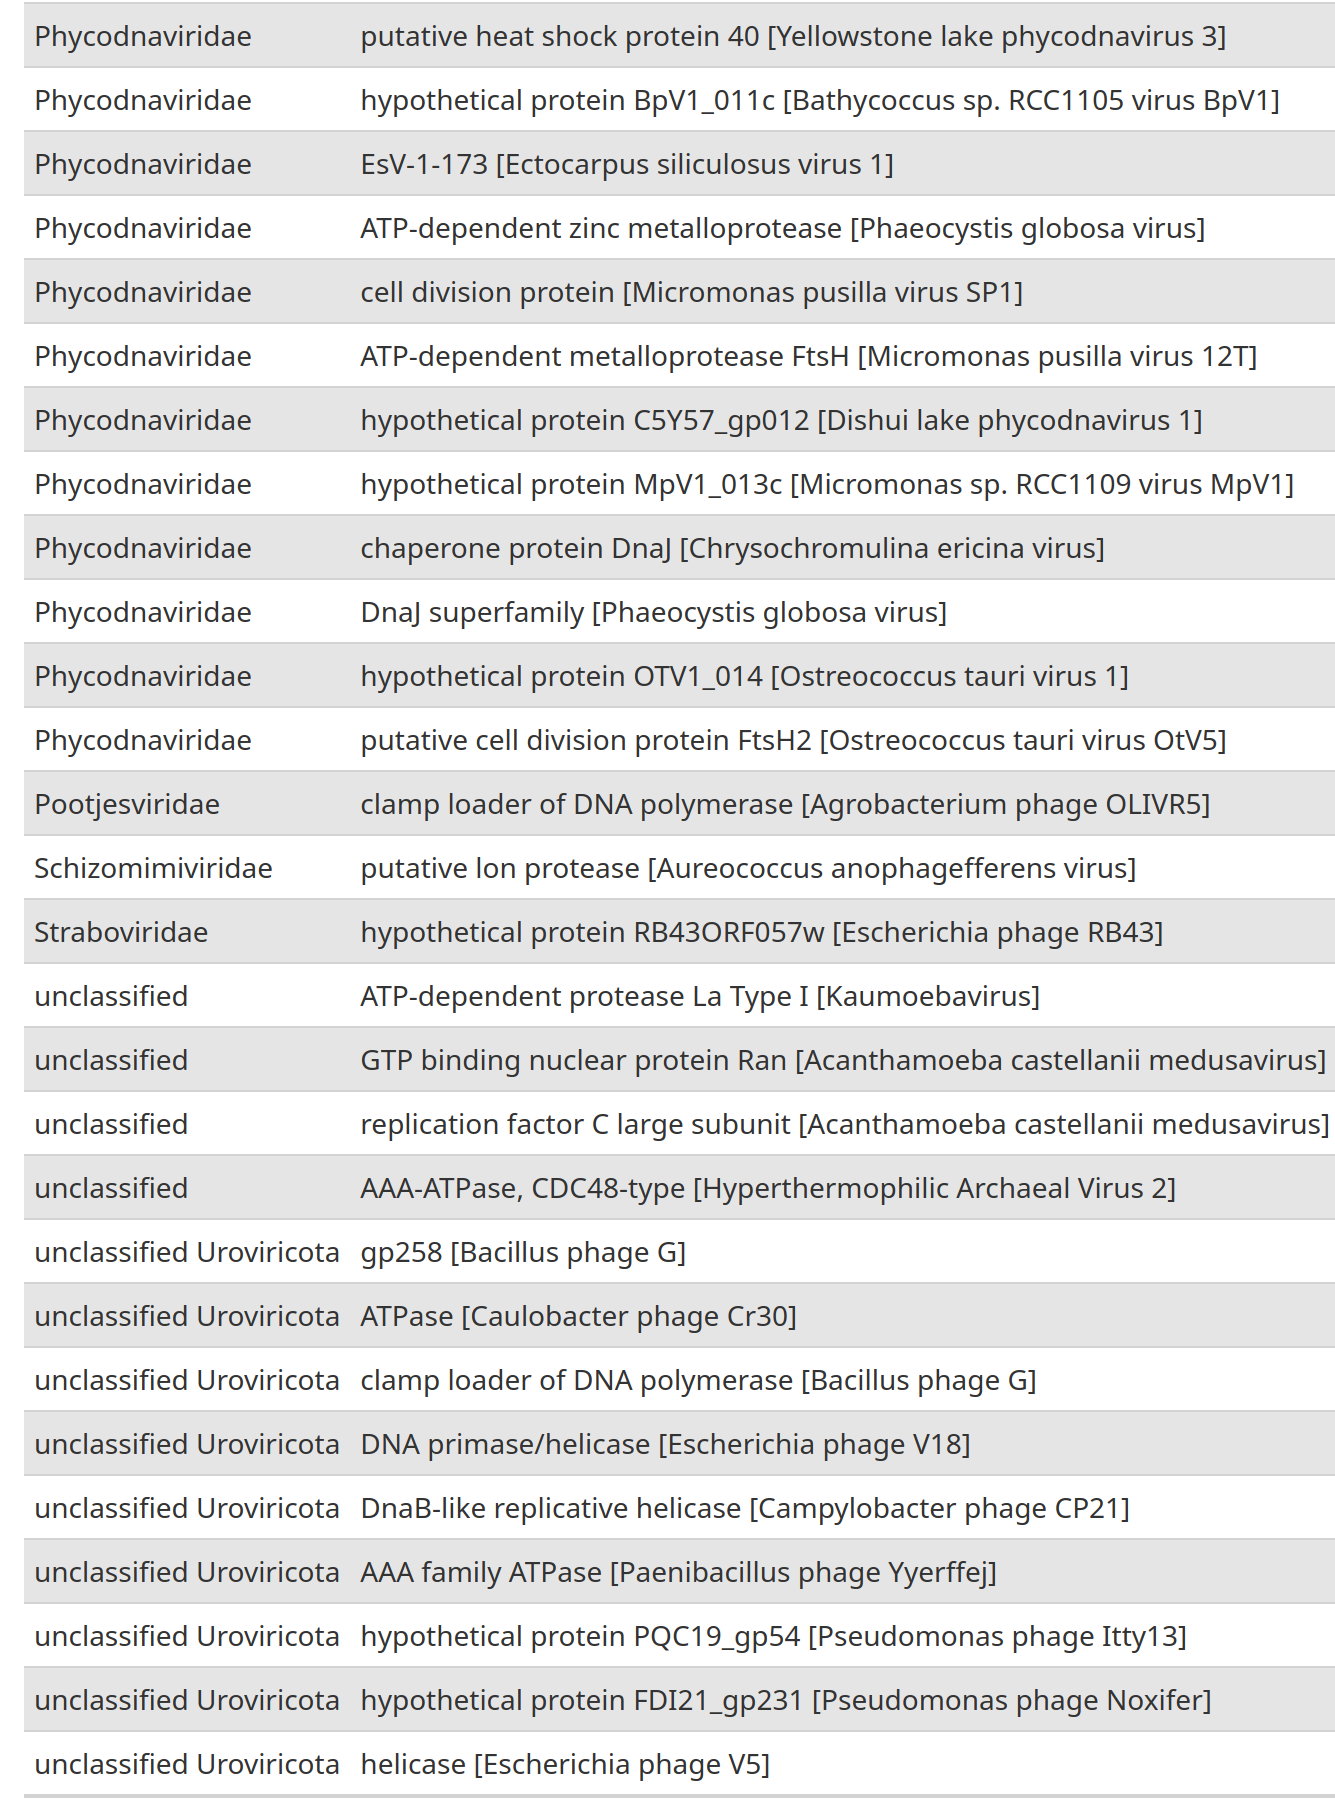 Phycodnaviridae putative heat shock protein 40 [Yellowstone lake phycodnavirus 3]
Phycodnaviridae hypothetical protein BpV1_011c [Bathycoccus sp. RCC1105 virus BpV1]
Phycodnaviridae EsV-1-173 [Ectocarpus siliculosus virus 1]
Phycodnaviridae ATP-dependent zinc metalloprotease [Phaeocystis globosa virus]
Phycodnaviridae cell division protein [Micromonas pusilla virus SP1]
Phycodnaviridae ATP-dependent metalloprotease FtsH [Micromonas pusilla virus 12T]
Phycodnaviridae hypothetical protein C5Y57_gp012 [Dishui lake phycodnavirus 1]
Phycodnaviridae hypothetical protein MpV1_013c [Micromonas sp. RCC1109 virus MpV1]
Phycodnaviridae chaperone protein DnaJ [Chrysochromulina ericina virus]
Phycodnaviridae DnaJ superfamily [Phaeocystis globosa virus]
Phycodnaviridae hypothetical protein OTV1_014 [Ostreococcus tauri virus 1]
Phycodnaviridae putative cell division protein FtsH2 [Ostreococcus tauri virus OtV5]
Pootjesviridae clamp loader of DNA polymerase [Agrobacterium phage OLIVR5]
Schizomimiviridae putative lon protease [Aureococcus anophagefferens virus]
Straboviridae hypothetical protein RB43ORF057w [Escherichia phage RB43]
unclassified ATP-dependent protease La Type I [Kaumoebavirus]
unclassified GTP binding nuclear protein Ran [Acanthamoeba castellanii medusavirus]
unclassified replication factor C large subunit [Acanthamoeba castellanii medusavirus]
unclassified AAA-ATPase, CDC48-type [Hyperthermophilic Archaeal Virus 2]
unclassified Uroviricota gp258 [Bacillus phage G]
unclassified Uroviricota ATPase [Caulobacter phage Cr30]
unclassified Uroviricota clamp loader of DNA polymerase [Bacillus phage G]
unclassified Uroviricota DNA primase/helicase [Escherichia phage V18]
unclassified Uroviricota DnaB-like replicative helicase [Campylobacter phage CP21]
unclassified Uroviricota AAA family ATPase [Paenibacillus phage Yyerffej]
unclassified Uroviricota hypothetical protein PQC19_gp54 [Pseudomonas phage Itty13]
unclassified Uroviricota hypothetical protein FDI21_gp231 [Pseudomonas phage Noxifer]
unclassified Uroviricota helicase [Escherichia phage V5]